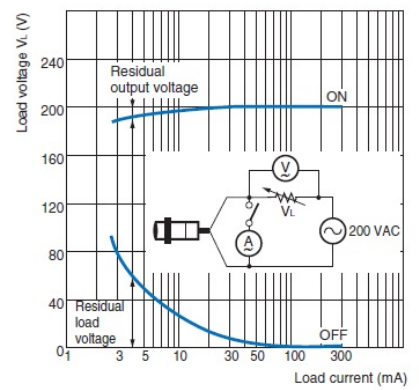 Load voltage VL (V)
240
200
160
120
80
40
0
Residual
output voltage
ON
V
VL
A
200 VAC
Residual
load
voltage
OFF
1
3
5
10
30
50
100
300
Load current (mA)